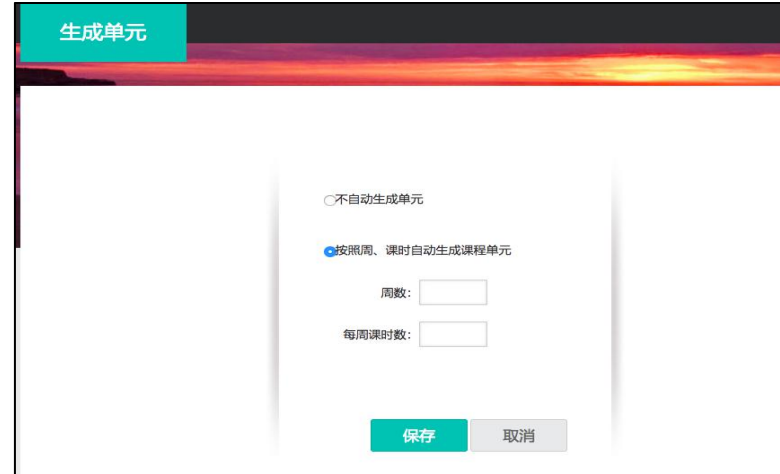 生成单元
不自动生成单元
按照周、课时自动生成课程单元
周数：
每周课时数：
保存 取消